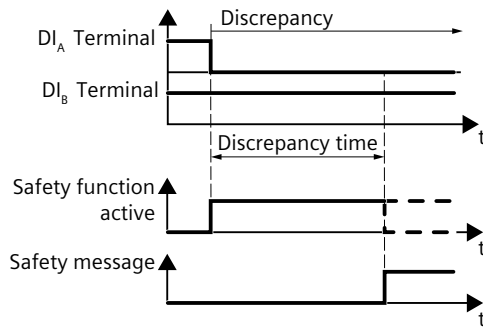 Discrepancy
DIA Terminal
DIB Terminal
t
Discrepancy time
Safety function
active
t
Safety message
t